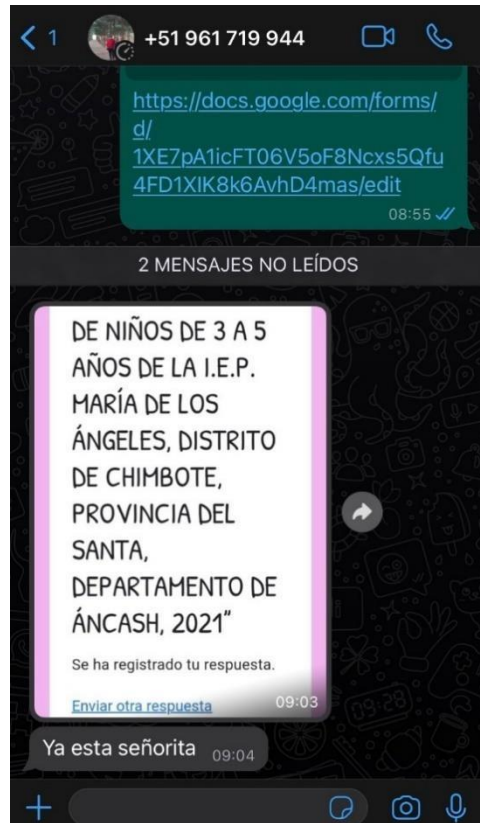 1
+51 961 719 944
https://docs.google.com/forms/
d/
1XE7pA1icFT06V5oF8Ncxs5Qfu
4FD1XlK8k6AvhD4mas/edit
08:55
2 MENSAJES NO LEÍDOS
DE NIÑOS DE 3 A 5
AÑOS DE LA I.E.P.
MARÍA DE LOS
ÁNGELES, DISTRITO
DE CHIMBOTE,
PROVINCIA DEL
SANTA,
DEPARTAMENTO DE
ÁNCASH, 2021"
Se ha registrado tu respuesta.
Enviar otra respuesta
09:03
Ya esta señorita 09:04